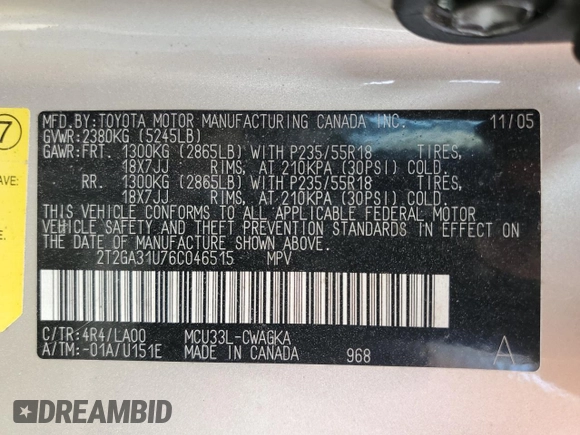 MFD.BY:TOYOTA MOTOR MANUFACTURING CANADA INC. 11/05
GVWR:2380KG (5245LB)
GAWR:FRT. 1300KG (2865LB) WITH P235/55R18 TIRES,
18X7JJ RIMS, AT 210KPA (30PSI) COLD.
RR. 1300KG (2865LB) WITH P235/55R18 TIRES,
18X7JJ RIMS, AT 210KPA (30PSI) COLD.
THIS VEHICLE CONFORMS TO ALL APPLICABLE FEDERAL MOTOR
VEHICLE SAFETY AND THEFT PREVENTION STANDARDS IN EFFECT ON
THE DATE OF MANUFACTURE SHOWN ABOVE.
2T2GA31U76C046515 MPV
C/TR:4R4/LA00 MCU33L-CWAGKA
A/TM:-01A/U151E MADE IN CANADA 968 A
7
AVE:
DREAMBID